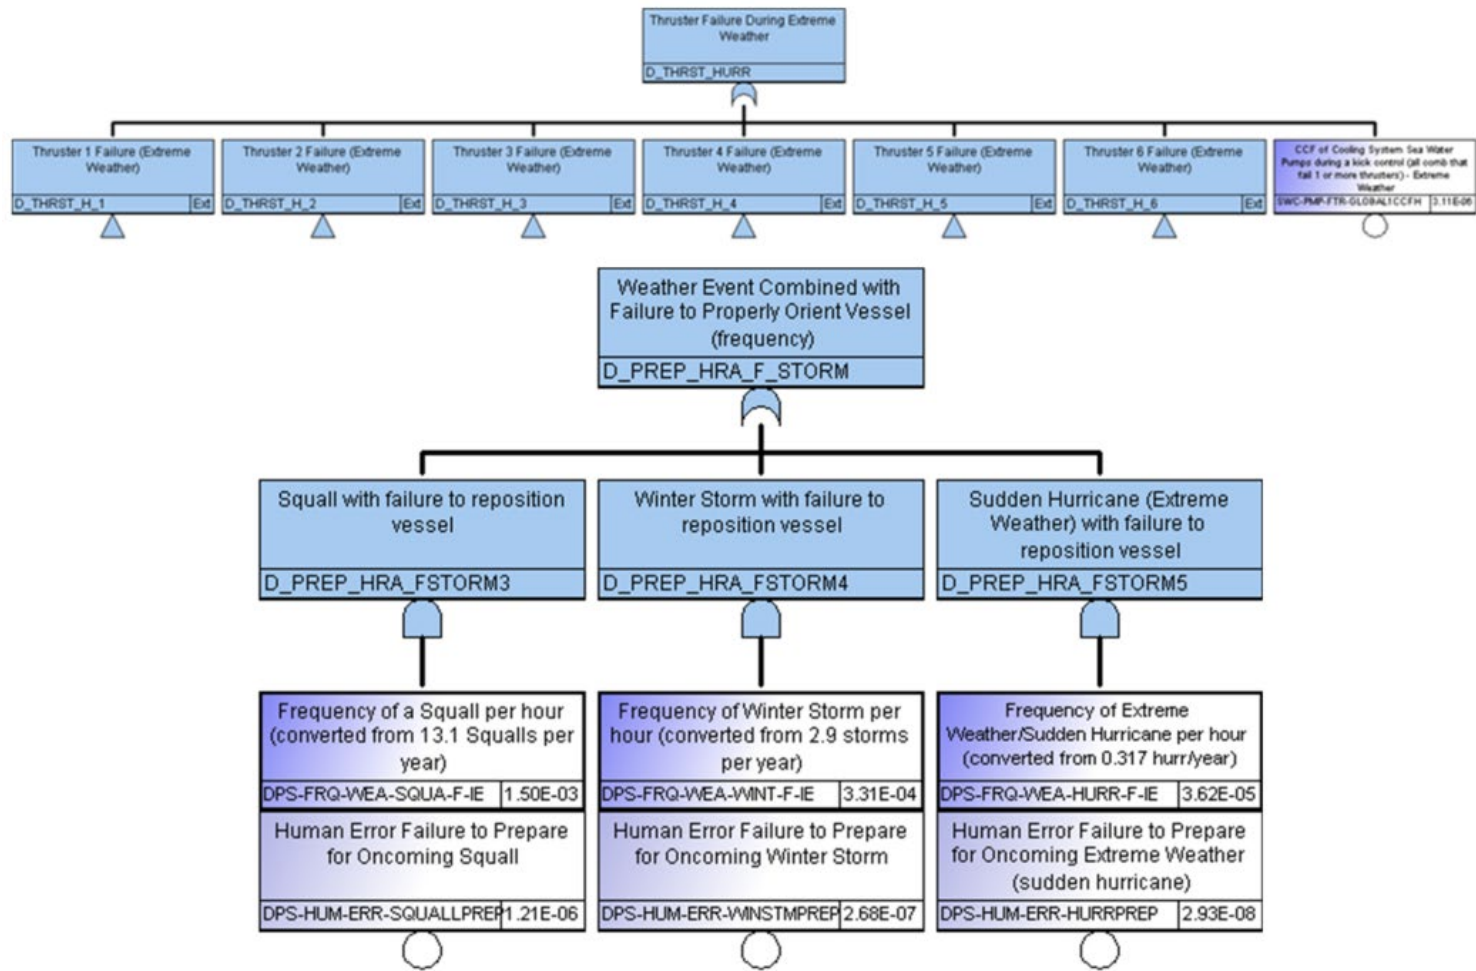 Thruster Failure During Extreme
Weather
D_THRST_HURR
Thruster 1 Failure (Extreme
Weather)
D_THRST_H_1 Ext
Thruster 2 Failure (Extreme
Weather)
D_THRST_H_2 Ext
Thruster 3 Failure (Extreme
Weather)
D_THRST_H_3 Ext
Thruster 4 Failure (Extreme
Weather)
D_THRST_H_4 Ext
Thruster 5 Failure (Extreme
Weather)
D_THRST_H_5 Ext
Thruster 6 Failure (Extreme
Weather)
D_THRST_H_6 Ext
CCF of Cooling System Sea Water
Pumps during a kick control (all comb that
fail 1 or more thrusters) - Extreme
Weather
SWC-PMP-FTR-GLOBAL1CCFH 3.11E-06
Weather Event Combined with
Failure to Properly Orient Vessel
(frequency)
D_PREP_HRA_F_STORM
Squall with failure to reposition
vessel
D_PREP_HRA_FSTORM3
Winter Storm with failure to
reposition vessel
D_PREP_HRA_FSTORM4
Sudden Hurricane (Extreme
Weather) with failure to
reposition vessel
D_PREP_HRA_FSTORM5
Frequency of a Squall per hour
(converted from 13.1 Squalls per
year)
DPS-FRQ-WEA-SQUA-F-IE 1.50E-03
Human Error Failure to Prepare
for Oncoming Squall
DPS-HUM-ERR-SQUALLPREP 1.21E-06
Frequency of Winter Storm per
hour (converted from 2.9 storms
per year)
DPS-FRQ-WEA-WINT-F-IE 3.31E-04
Human Error Failure to Prepare
for Oncoming Winter Storm
DPS-HUM-ERR-WINSTMPREP 2.68E-07
Frequency of Extreme
Weather/Sudden Hurricane per hour
(converted from 0.317 hurr/year)
DPS-FRQ-WEA-HURR-F-IE 3.62E-05
Human Error Failure to Prepare
for Oncoming Extreme Weather
(sudden hurricane)
DPS-HUM-ERR-HURRPREP 2.93E-08